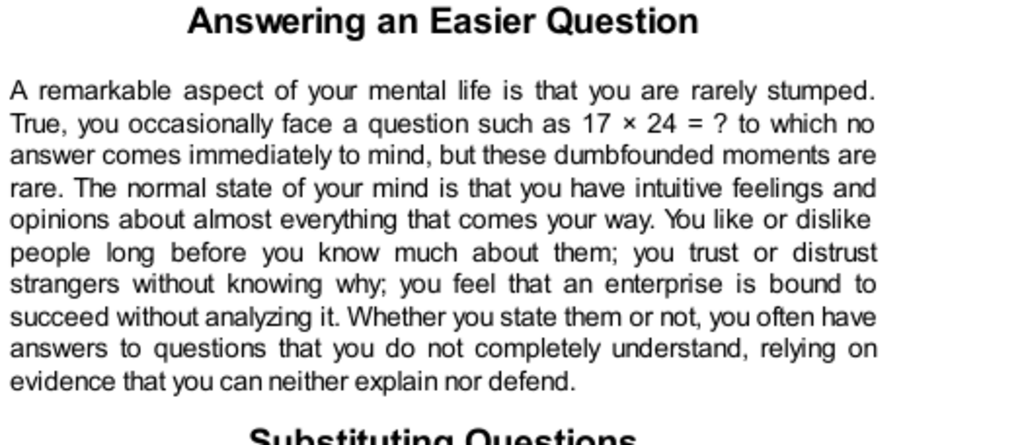 Answering an Easier Question
A remarkable aspect of your mental life is that you are rarely stumped.
True, you occasionally face a question such as 17 × 24 = ? to which no
answer comes immediately to mind, but these dumbfounded moments are
rare. The normal state of your mind is that you have intuitive feelings and
opinions about almost everything that comes your way. You like or dislike
people long before you know much about them; you trust or distrust
strangers without knowing why; you feel that an enterprise is bound to
succeed without analyzing it. Whether you state them or not, you often have
answers to questions that you do not completely understand, relying on
evidence that you can neither explain nor defend.
Substituting Questions